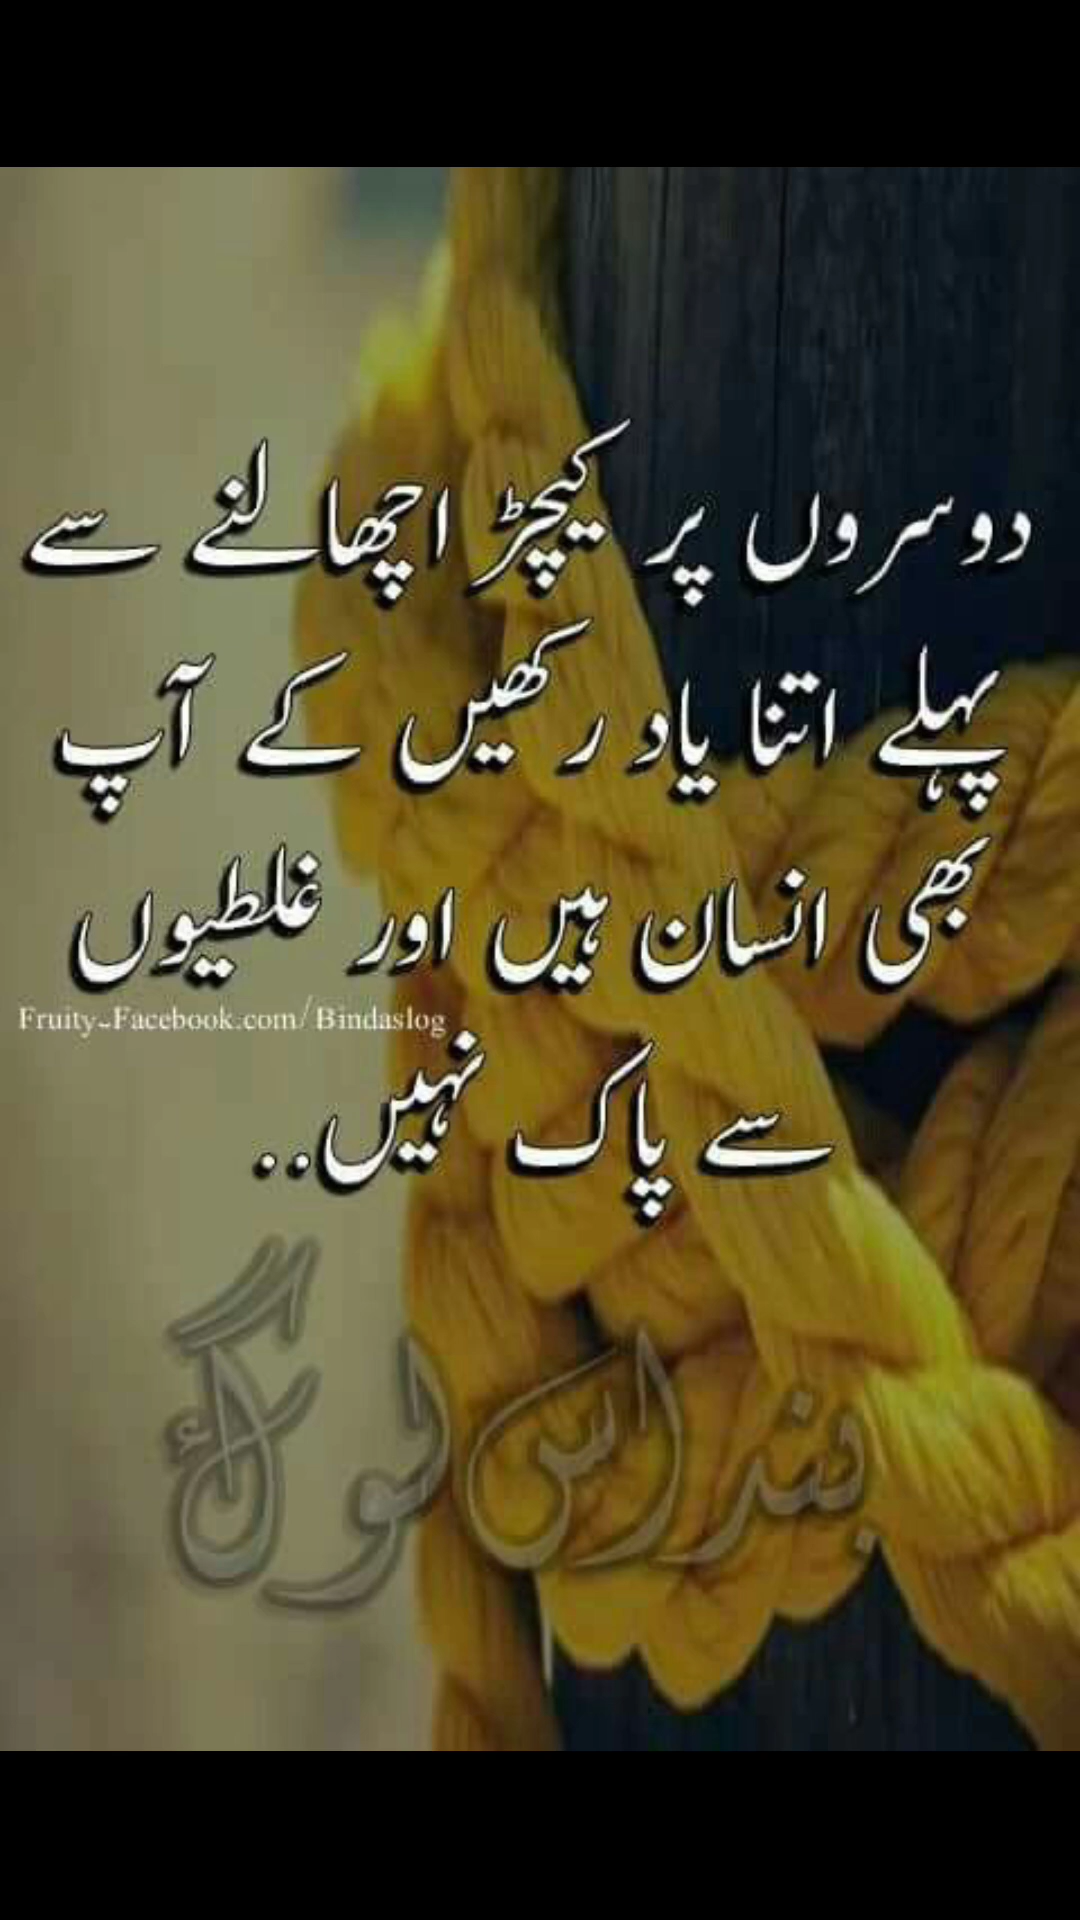 دوسروں پر کیچڑ اچھالنے سے
پہلے اتنا یاد رکھیں کے آپ
بھی انسان ہیں اور غلطیوں
Fruity-Facebook.com/Bindaslog
سے پاک نہیں..
بنداس لوگ